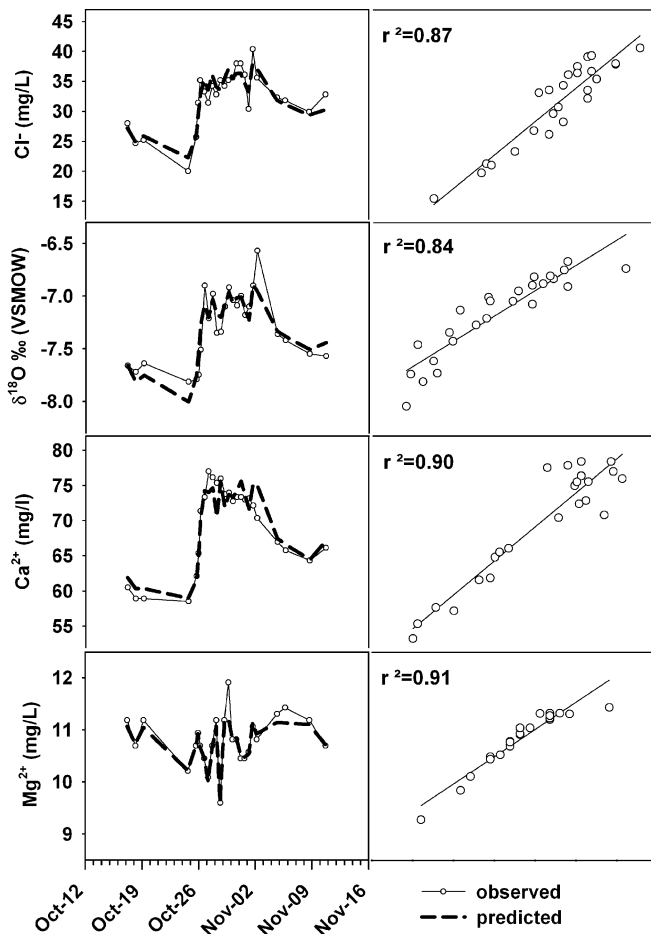 45
40
35
30
25
20
15
Cl- (mg/L)
r ²=0.87
-6.5
-7.0
-7.5
-8.0
δ¹⁸O ‰ (VSMOW)
r ²=0.84
80
75
70
65
60
55
Ca²⁺ (mg/l)
r ²=0.90
12
11
10
9
Mg²⁺ (mg/L)
r ²=0.91
Oct-12
Oct-19
Oct-26
Nov-02
Nov-09
Nov-16
observed
predicted